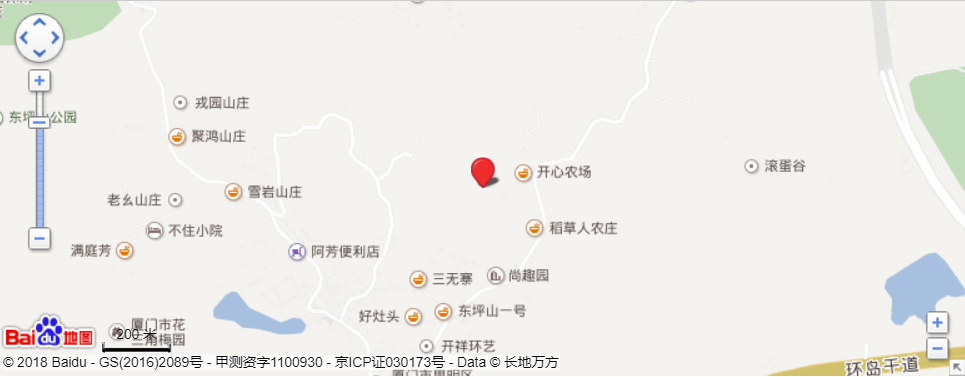 戎园山庄
东坪山公园
聚鸿山庄
开心农场
滚蛋谷
雪岩山庄
老幺山庄
稻草人农庄
不住小院
满庭芳
阿芳便利店
三无寨
尚趣园
好灶头
东坪山一号
厦门市花
三角梅园
200 米
Bai du 地图
开祥环艺
© 2018 Baidu - GS(2016)2089号 - 甲测资字1100930 - 京ICP证030173号 - Data © 长地万方
环岛干道